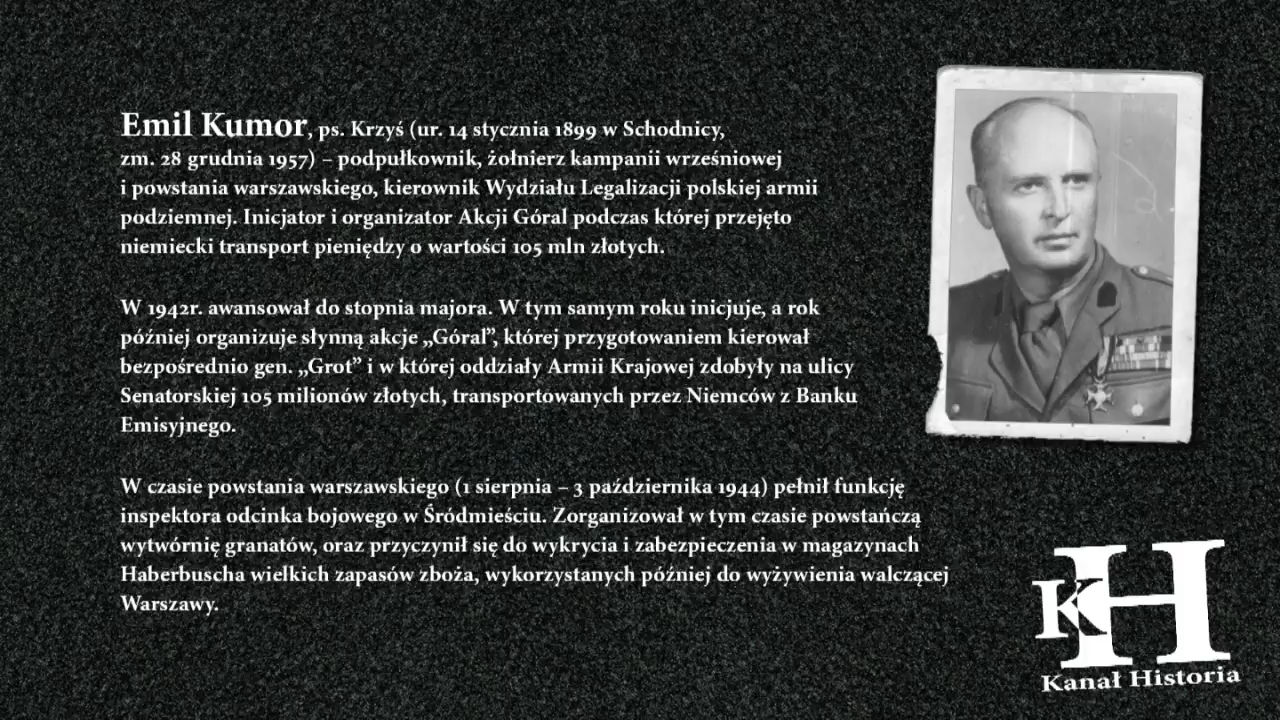 Emil Kumor, ps. Krzyś (ur. 14 stycznia 1899 w Schodnicy,
zm. 28 grudnia 1957) – podpułkownik, żołnierz kampanii wrześniowej
i powstania warszawskiego, kierownik Wydziału Legalizacji polskiej armii
podziemnej. Inicjator i organizator Akcji Góral podczas której przejęto
niemiecki transport pieniędzy o wartości 105 mln złotych.
W 1942r. awansował do stopnia majora. W tym samym roku inicjuje, a rok
później organizuje słynną akcje „Góral”, której przygotowaniem kierował
bezpośrednio gen. „Grot” i w której oddziały Armii Krajowej zdobyły na ulicy
Senatorskiej 105 milionów złotych, transportowanych przez Niemców z Banku
Emisyjnego.
W czasie powstania warszawskiego (1 sierpnia – 3 października 1944) pełnił funkcję
inspektora odcinka bojowego w Śródmieściu. Zorganizował w tym czasie powstańczą
wytwórnię granatów, oraz przyczynił się do wykrycia i zabezpieczenia w magazynach
Haberbuscha wielkich zapasów zboża, wykorzystanych później do wyżywienia walczącej
Warszawy.
KH
Kanał Historia